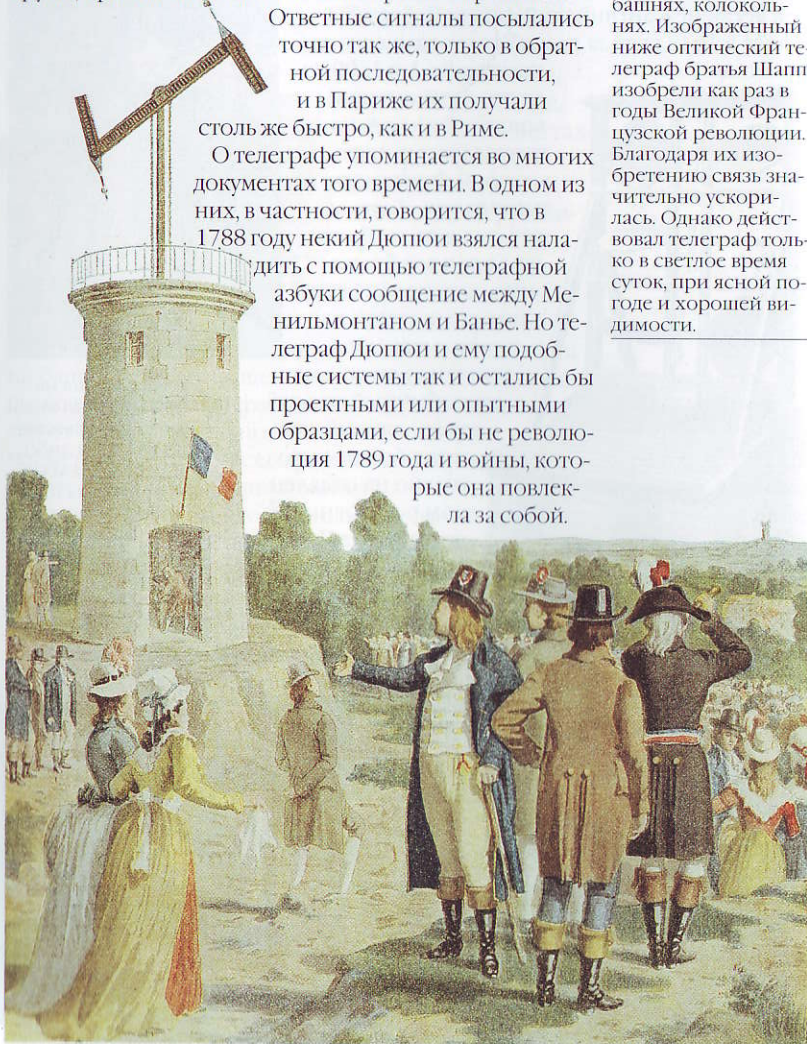 Ответные сигналы посылались
точно так же, только в обрат-
ной последовательности,
и в Париже их получали
столь же быстро, как и в Риме.
О телеграфе упоминается во многих
документах того времени. В одном из
них, в частности, говорится, что в
1788 году некий Дюпюи взялся нала-
дить с помощью телеграфной
азбуки сообщение между Ме-
нильмонтаном и Банье. Но те-
леграф Дюпюи и ему подоб-
ные системы так и остались бы
проектными или опытными
образцами, если бы не револю-
ция 1789 года и войны, кото-
рые она повлек-
ла за собой.
башнях, колоколь-
нях. Изображенный
ниже оптический те-
леграф братья Шапп
изобрели как раз в
годы Великой Фран-
цузской революции.
Благодаря их изо-
бретению связь зна-
чительно ускори-
лась. Однако дейст-
вовал телеграф толь-
ко в светлое время
суток, при ясной по-
годе и хорошей ви-
димости.